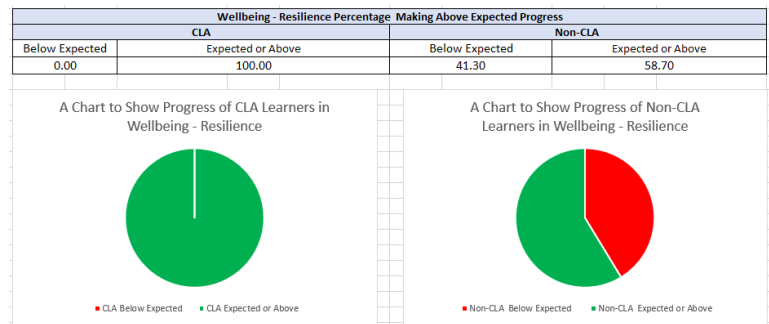 Wellbeing - Resilience Percentage  Making Above Expected Progress
CLA Non-CLA
Below Expected Expected or Above Below Expected Expected or Above
0.00 100.00 41.30 58.70
A Chart to Show Progress of CLA Learners in
Wellbeing - Resilience
A Chart to Show Progress of Non-CLA
Learners in Wellbeing - Resilience
CLA Below Expected CLA Expected or Above
Non-CLA  Below Expected Non-CLA  Expected or Above